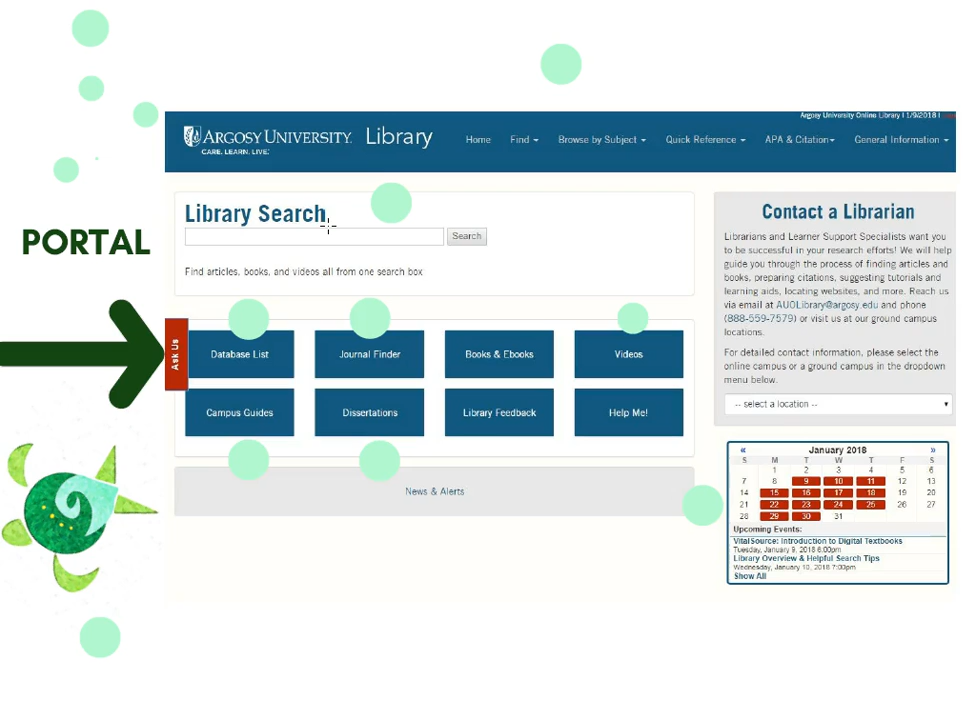 Argosy University Online Library | 1/9/2018 |
ARGOSY UNIVERSITY. Library
CARE. LEARN. LIVE.
Home Find Browse by Subject Quick Reference APA & Citation General Information
PORTAL
Library Search
Search
Find articles, books, and videos all from one search box
Ask Us
Database List Journal Finder Books & Ebooks Videos
Campus Guides Dissertations Library Feedback Help Me!
News & Alerts
Contact a Librarian
Librarians and Learner Support Specialists want you
to be successful in your research efforts! We will help
guide you through the process of finding articles and
books, preparing citations, suggesting tutorials and
learning aids, locating websites, and more. Reach us
via email at AUOLibrary@argosy.edu and phone
(888-559-7579) or visit us at our ground campus
locations.
For detailed contact information, please select the
online campus or a ground campus in the dropdown
menu below.
-- select a location --
« January 2018 »
S M T W T F S
1 2 3 4 5 6
7 8 9 10 11 12 13
14 15 16 17 18 19 20
21 22 23 24 25 26 27
28 29 30 31
Upcoming Events:
VitalSource: Introduction to Digital Textbooks
Tuesday, January 9, 2018 6:00pm
Library Overview & Helpful Search Tips
Wednesday, January 10, 2018 7:00pm
Show All